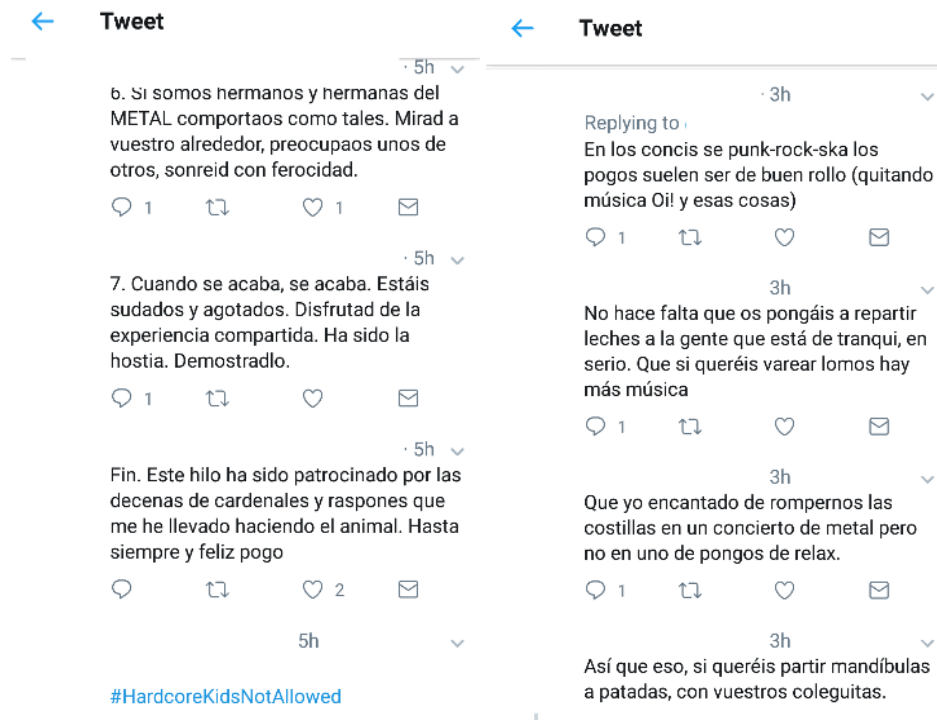 Tweet
· 5h
6. Si somos hermanos y hermanas del
METAL comportaos como tales. Mirad a
vuestro alrededor, preocupaos unos de
otros, sonreid con ferocidad.
1 1
· 5h
7. Cuando se acaba, se acaba. Estáis
sudados y agotados. Disfrutad de la
experiencia compartida. Ha sido la
hostia. Demostradlo.
1
· 5h
Fin. Este hilo ha sido patrocinado por las
decenas de cardenales y raspones que
me he llevado haciendo el animal. Hasta
siempre y feliz pogo
2
5h
#HardcoreKidsNotAllowed
Tweet
· 3h
Replying to
En los concis se punk-rock-ska los
pogos suelen ser de buen rollo (quitando
música Oi! y esas cosas)
1
3h
No hace falta que os pongáis a repartir
leches a la gente que está de tranqui, en
serio. Que si queréis varear lomos hay
más música
1
3h
Que yo encantado de rompernos las
costillas en un concierto de metal pero
no en uno de pongos de relax.
1
3h
Así que eso, si queréis partir mandíbulas
a patadas, con vuestros coleguitas.